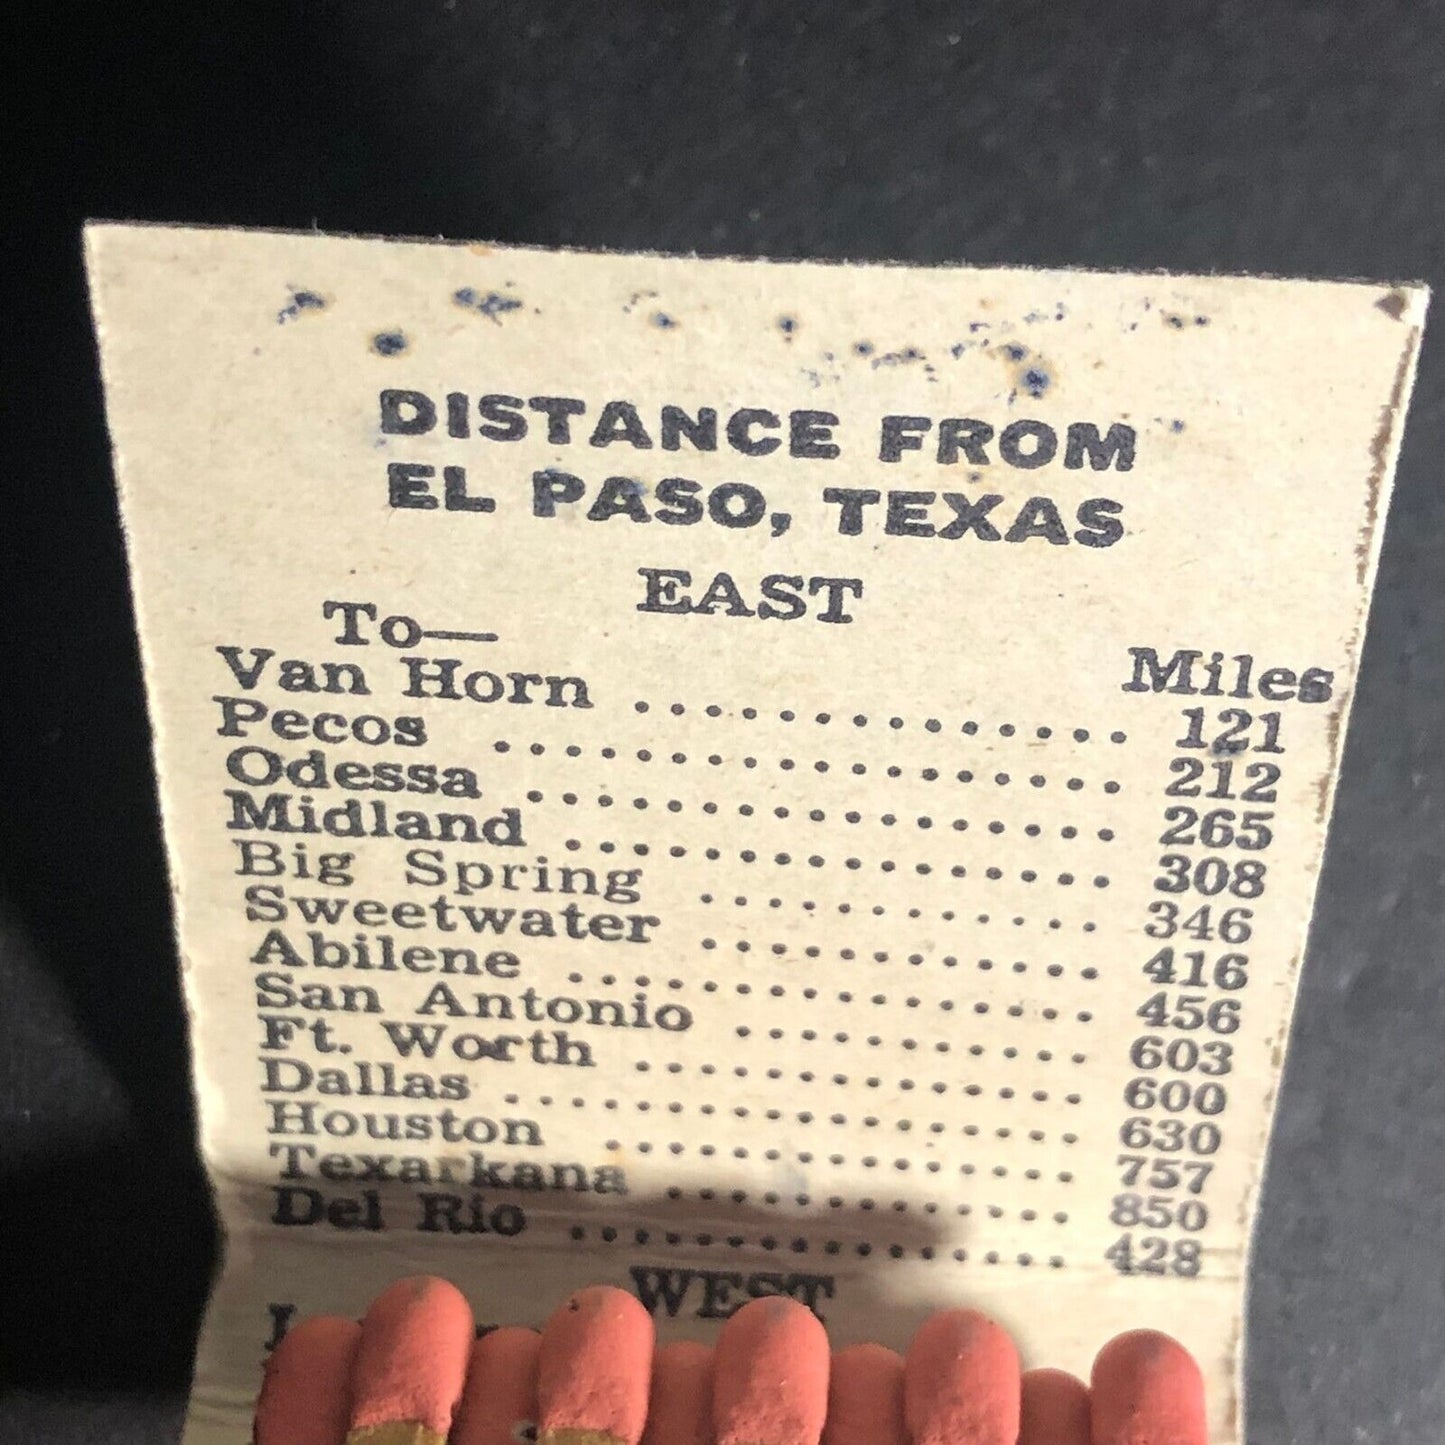 DISTANCE FROM
EL PASO, TEXAS
EAST
To—
Miles
Van Horn .............. 121
Pecos .................. 212
Odessa ................. 265
Midland ................ 308
Big Spring ............ 346
Sweetwater ............ 416
Abilene ................ 456
San Antonio ........... 603
Ft. Worth ............. 600
Dallas ................. 630
Houston .............. 757
Texarkana ............ 850
Del Rio ............... 428
WEST